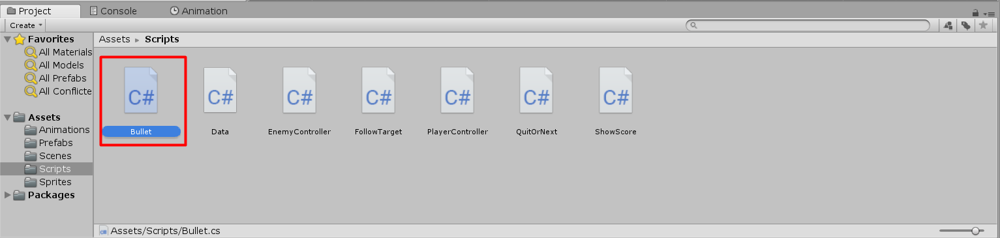 Project Console Animation
Create
Favorites
All Materials
All Models
All Prefabs
All Conflicte
Assets
Animations
Prefabs
Scenes
Scripts
Sprites
Packages
Assets ▸ Scripts
C# C# C# C# C# C# C#
Bullet Data EnemyController FollowTarget PlayerController QuitOrNext ShowScore
C# Assets/Scripts/Bullet.cs